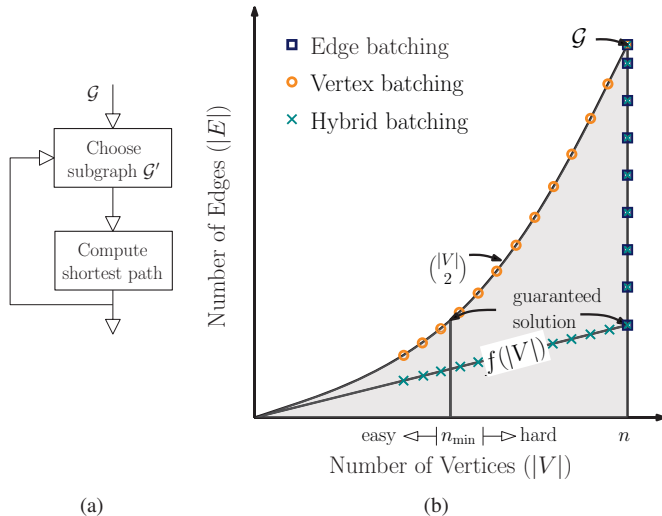 𝒢
Choose
subgraph 𝒢′
Compute
shortest path
(a)
Number of Edges (|E|)
Edge batching
Vertex batching
Hybrid batching
𝒢
(|V| 2)
guaranteed
solution
f(|V|)
easy n_min hard n
Number of Vertices (|V|)
(b)